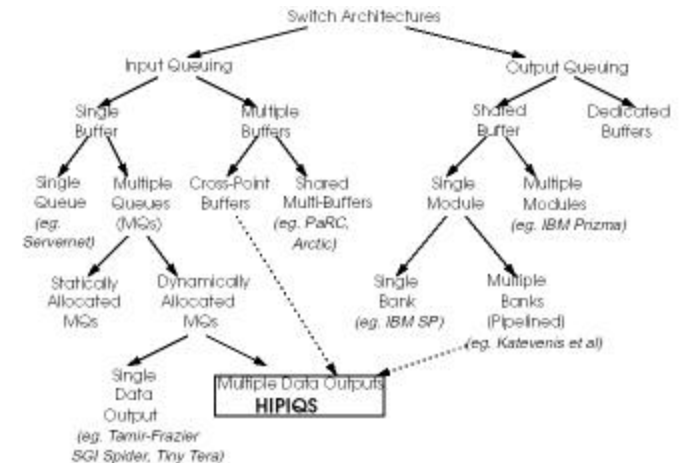 Switch Architectures
Input Queuing
Output Queuing
Single
Buffer
Multiple
Buffers
Shared
Buffer
Dedicated
Buffers
Single
Queue
(eg.
Servernet)
Multiple
Queues
(MQs)
Cross-Point
Buffers
Shared
Multi-Buffers
(eg. PaRC,
Arctic)
Single
Module
Multiple
Modules
(eg. IBM Prizma)
Statically
Allocated
MQs
Dynamically
Allocated
MQs
Single
Bank
(eg. IBM SP)
Multiple
Banks
(Pipelined)
(eg. Katevenis et al)
Single
Data
Output
(eg. Tamir-Frazier
SGI Spider, Tiny Tera)
Multiple Data Outputs
HIPIQS